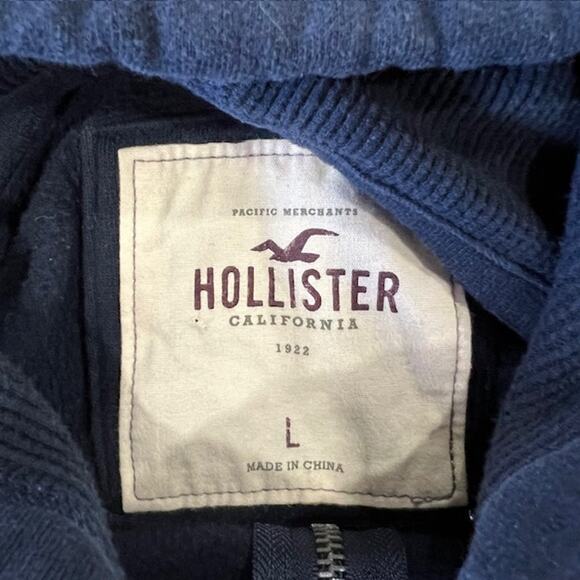 PACIFIC MERCHANTS
HOLLISTER
CALIFORNIA
1922
L
MADE IN CHINA